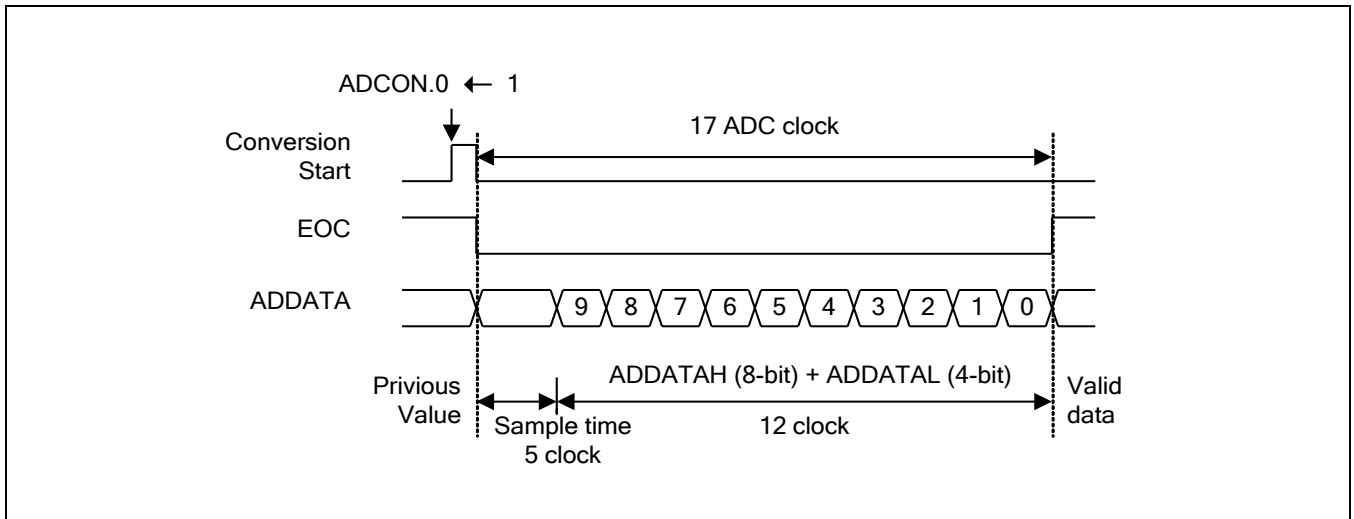 ADCON.0 ← 1
17 ADC clock
Conversion
Start
EOC
ADDATA
9 8 7 6 5 4 3 2 1 0
Privious
Value
ADDATAH (8-bit) + ADDATAL (4-bit)
Valid
data
Sample time
5 clock
12 clock